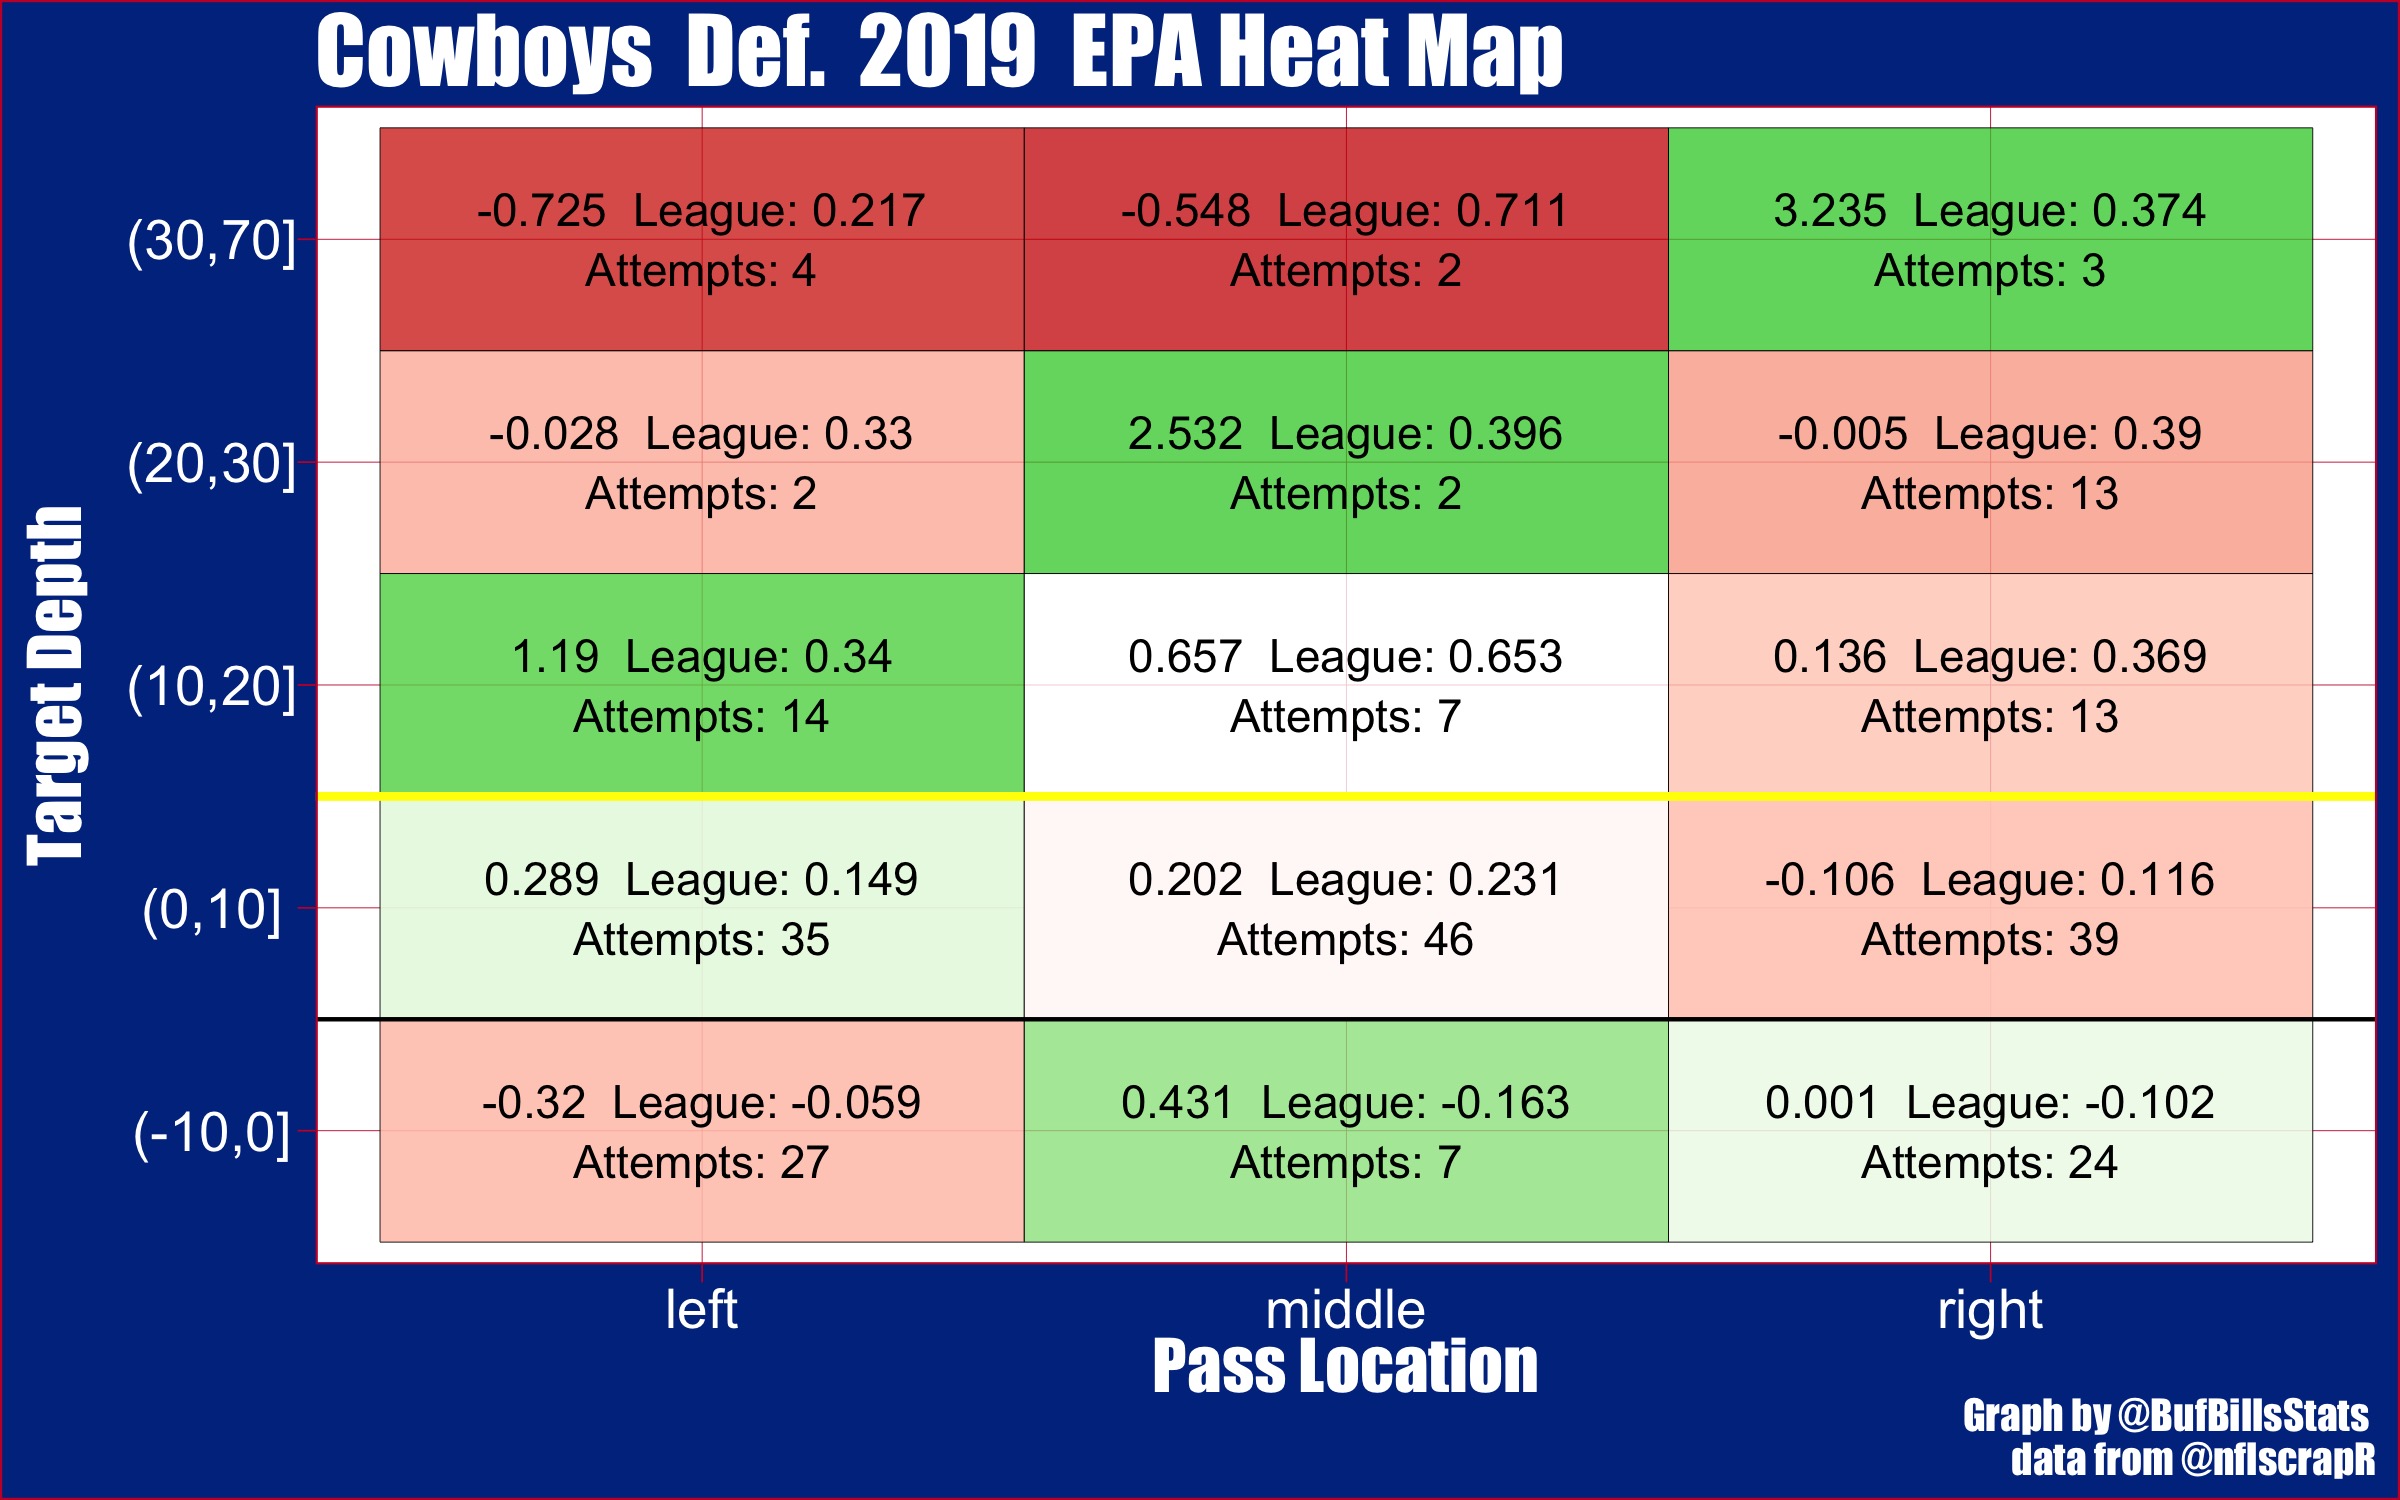 Cowboys Def. 2019 EPA Heat Map
Target Depth
(30,70]
-0.725 League: 0.217
Attempts: 4
-0.548 League: 0.711
Attempts: 2
3.235 League: 0.374
Attempts: 3
(20,30]
-0.028 League: 0.33
Attempts: 2
2.532 League: 0.396
Attempts: 2
-0.005 League: 0.39
Attempts: 13
(10,20]
1.19 League: 0.34
Attempts: 14
0.657 League: 0.653
Attempts: 7
0.136 League: 0.369
Attempts: 13
(0,10]
0.289 League: 0.149
Attempts: 35
0.202 League: 0.231
Attempts: 46
-0.106 League: 0.116
Attempts: 39
(-10,0]
-0.32 League: -0.059
Attempts: 27
0.431 League: -0.163
Attempts: 7
0.001 League: -0.102
Attempts: 24
left
middle
right
Pass Location
Graph by @BufBillsStats
data from @nflscrapR